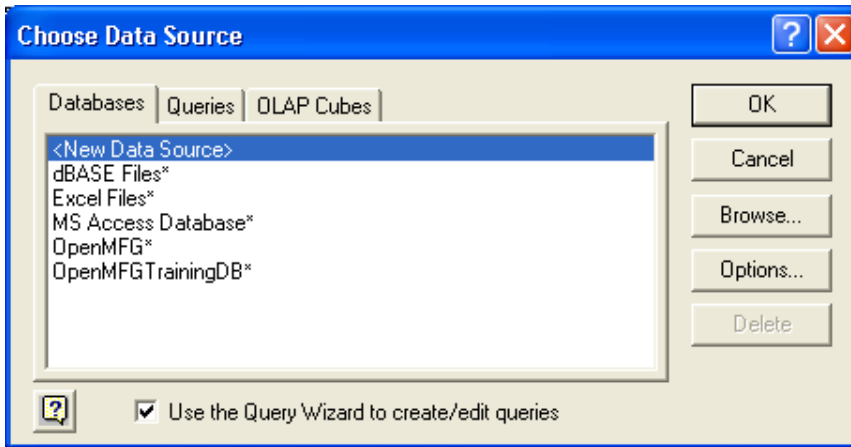 Choose Data Source
Databases Queries OLAP Cubes
<New Data Source>
dBASE Files*
Excel Files*
MS Access Database*
OpenMFG*
OpenMFGTrainingDB*
OK
Cancel
Browse...
Options...
Delete
Use the Query Wizard to create/edit queries